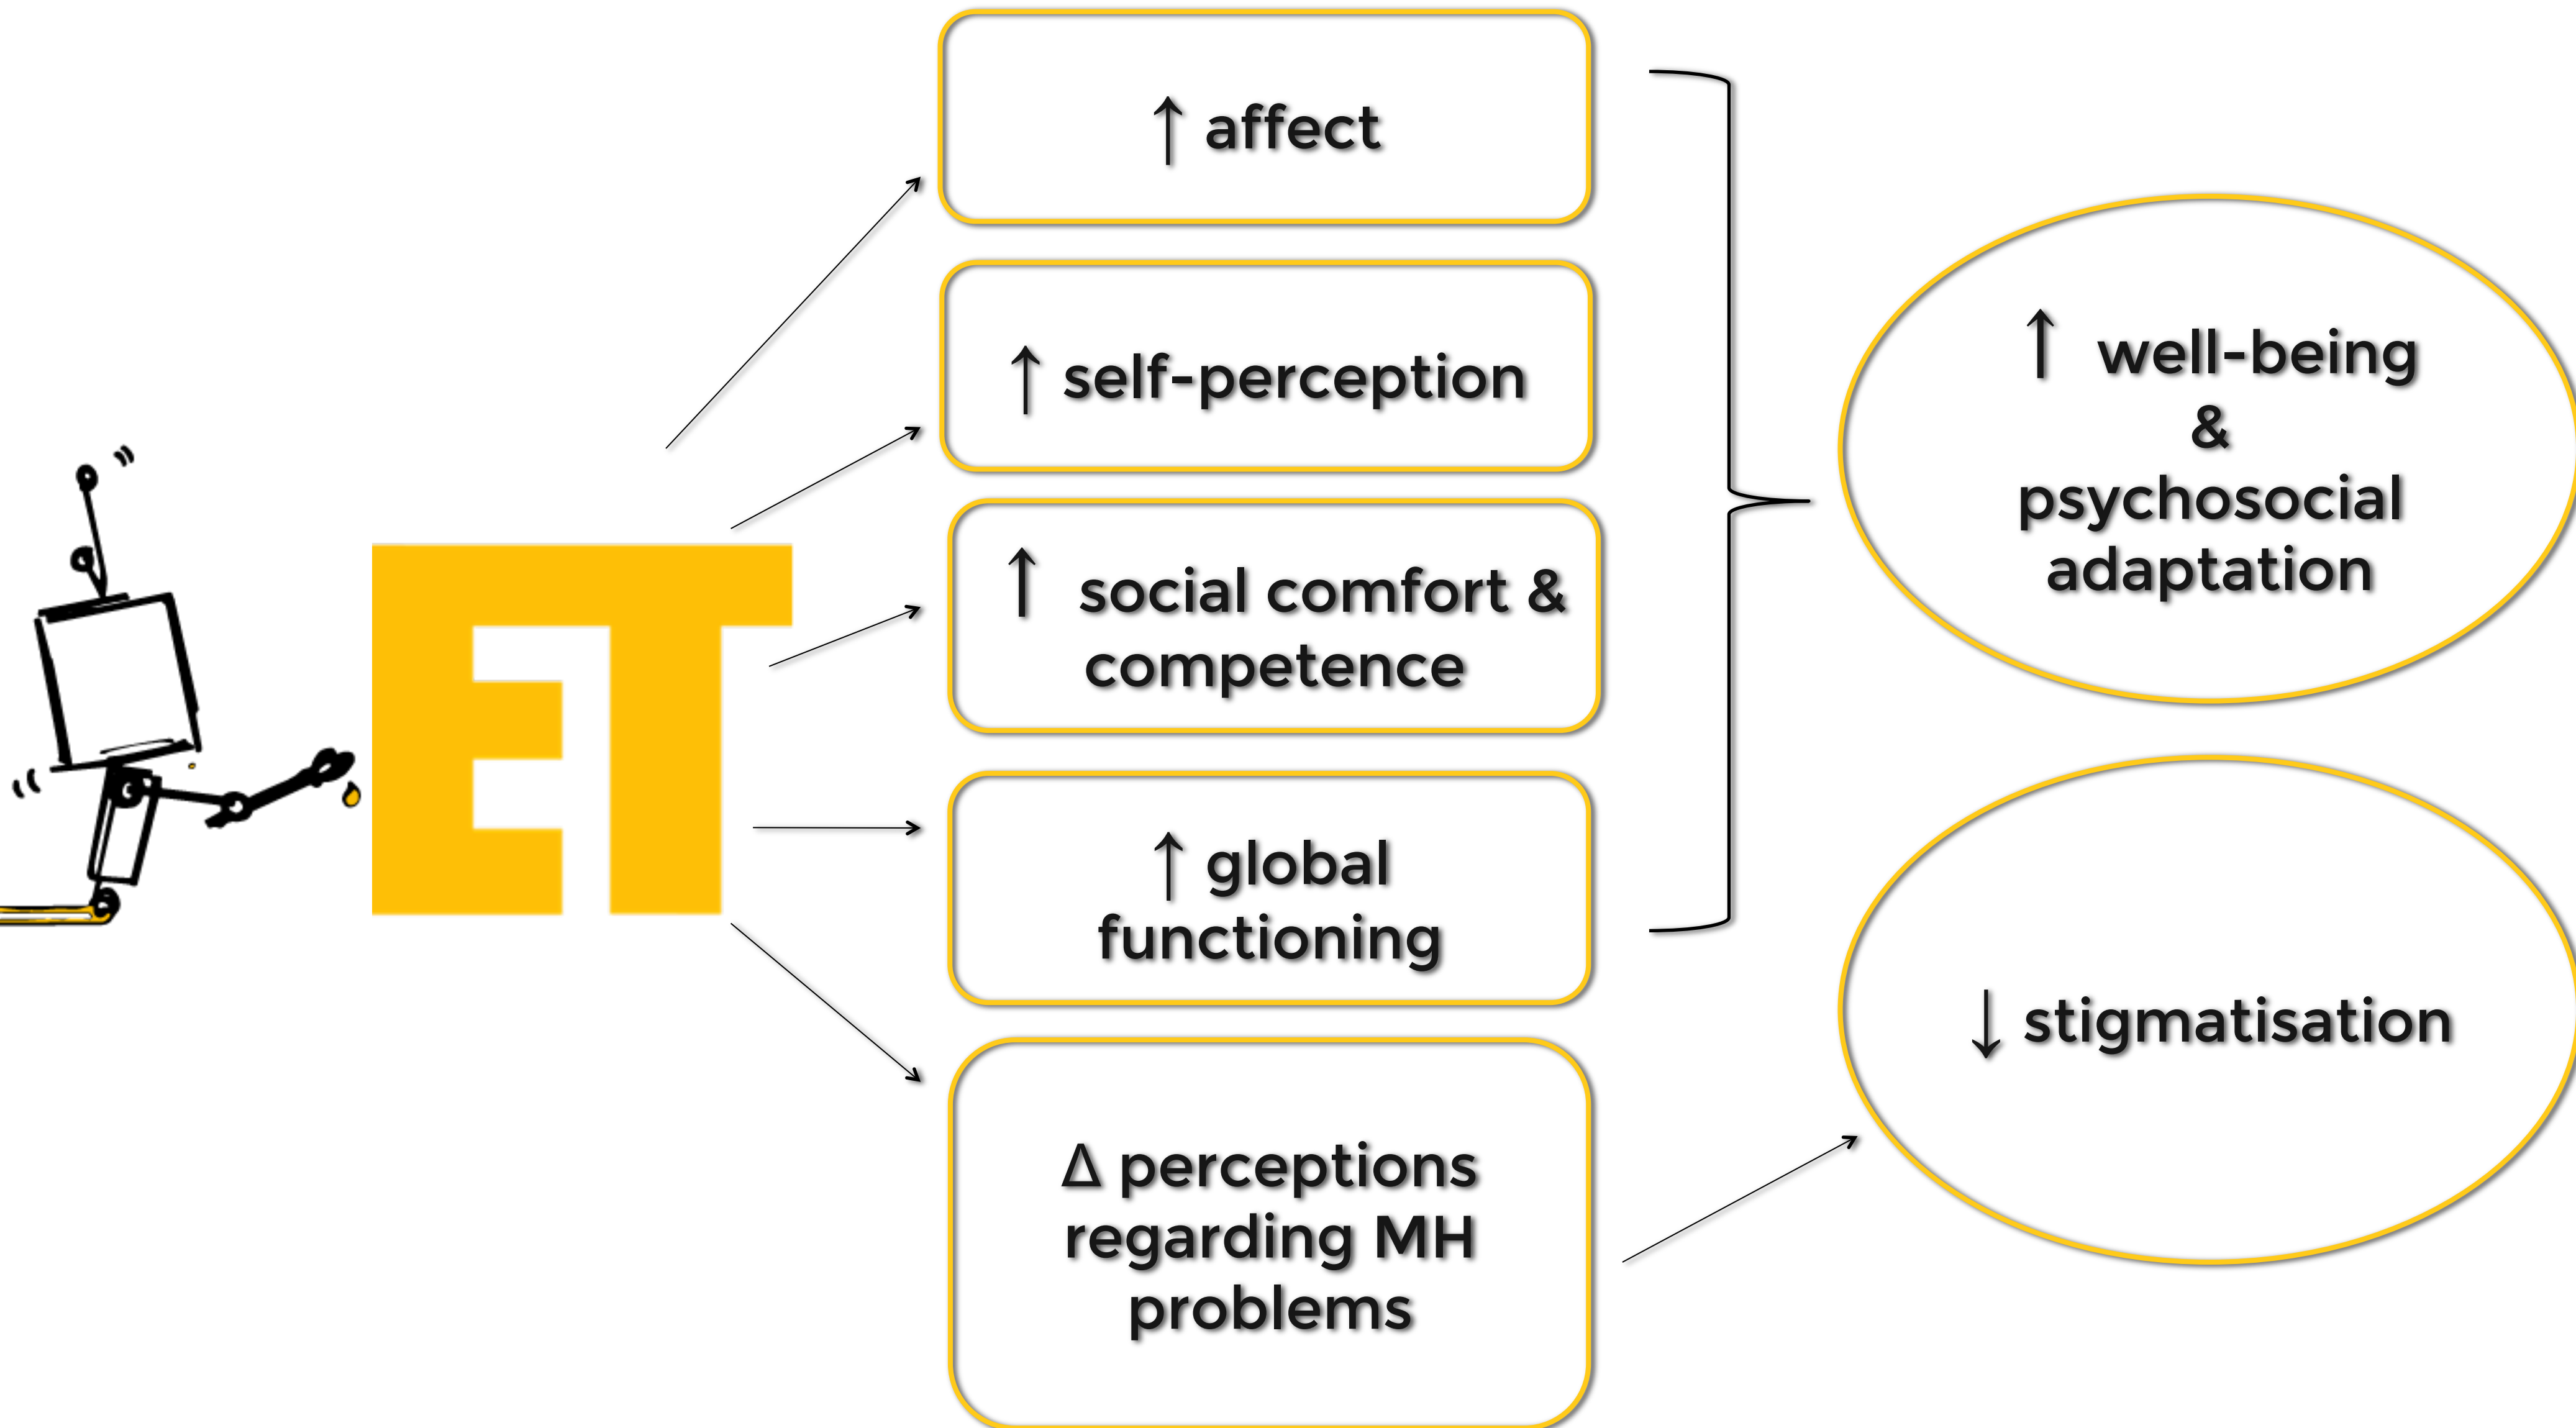 ET
↑ affect
↑ self-perception
↑ social comfort &
competence
↑ global
functioning
Δ perceptions
regarding MH
problems
↑ well-being
&
psychosocial
adaptation
↓ stigmatisation